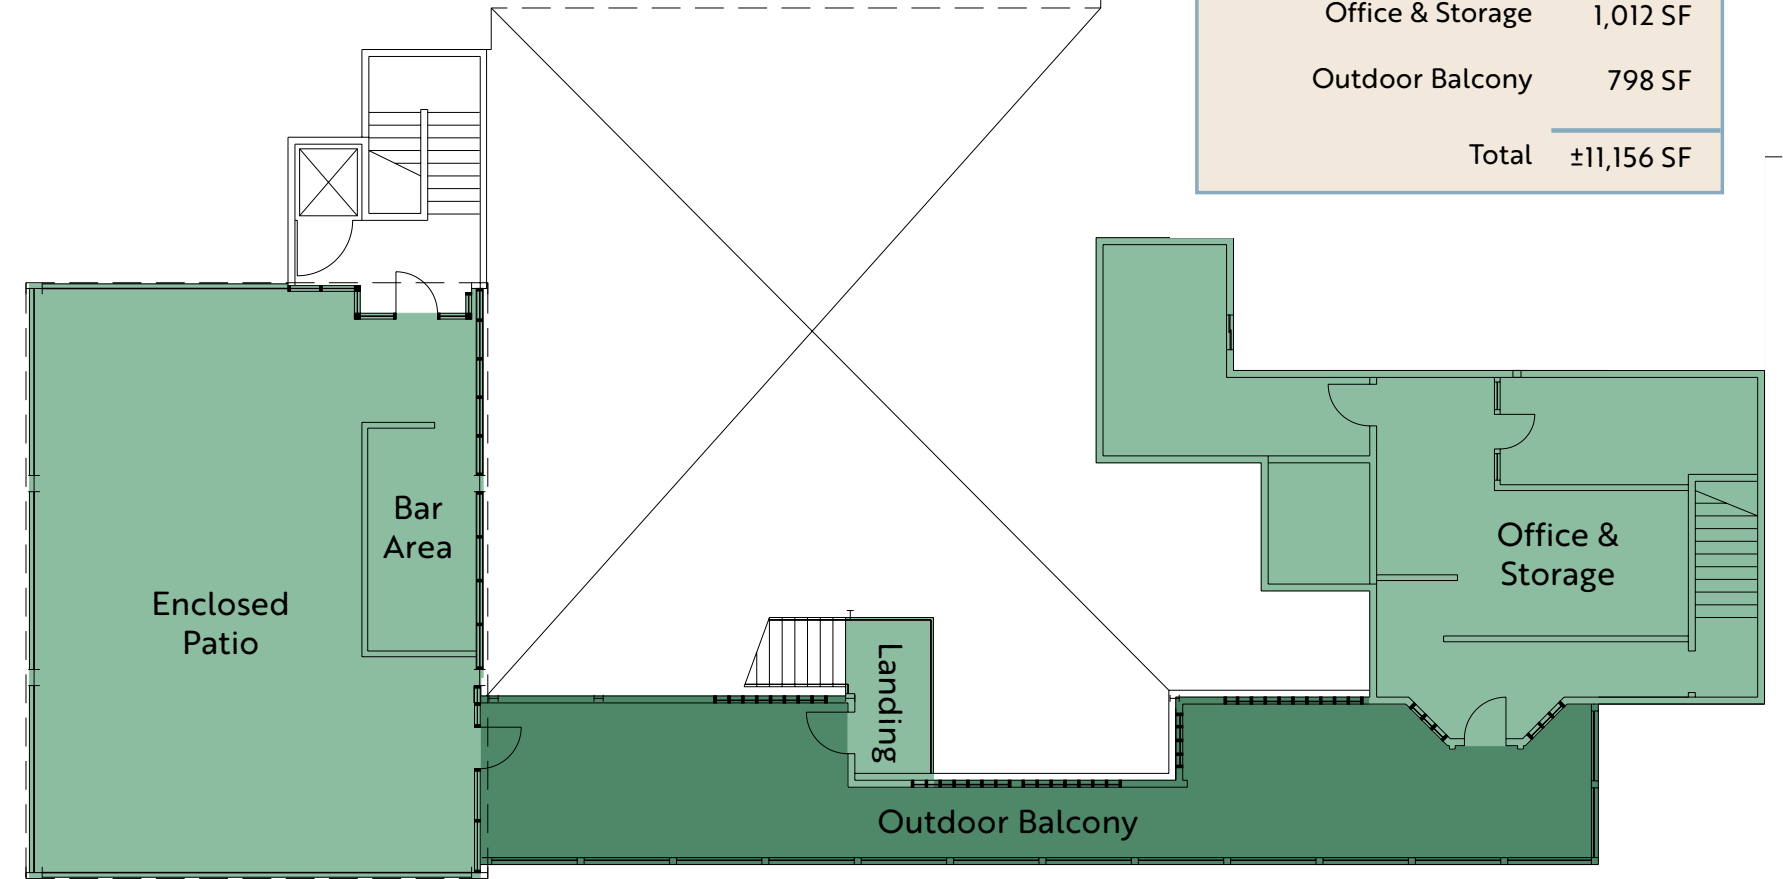 Office & Storage 1,012 SF
Outdoor Balcony 798 SF
Total ±11,156 SF
Bar
Area
Enclosed
Patio
Landing
Office &
Storage
Outdoor Balcony